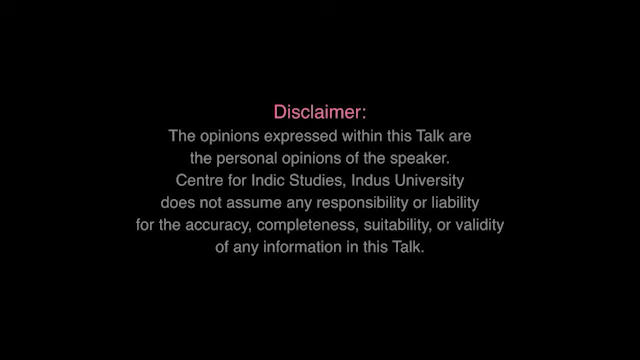 Disclaimer:
The opinions expressed within this Talk are
the personal opinions of the speaker.
Centre for Indic Studies, Indus University
does not assume any responsibility or liability
for the accuracy, completeness, suitability, or validity
of any information in this Talk.